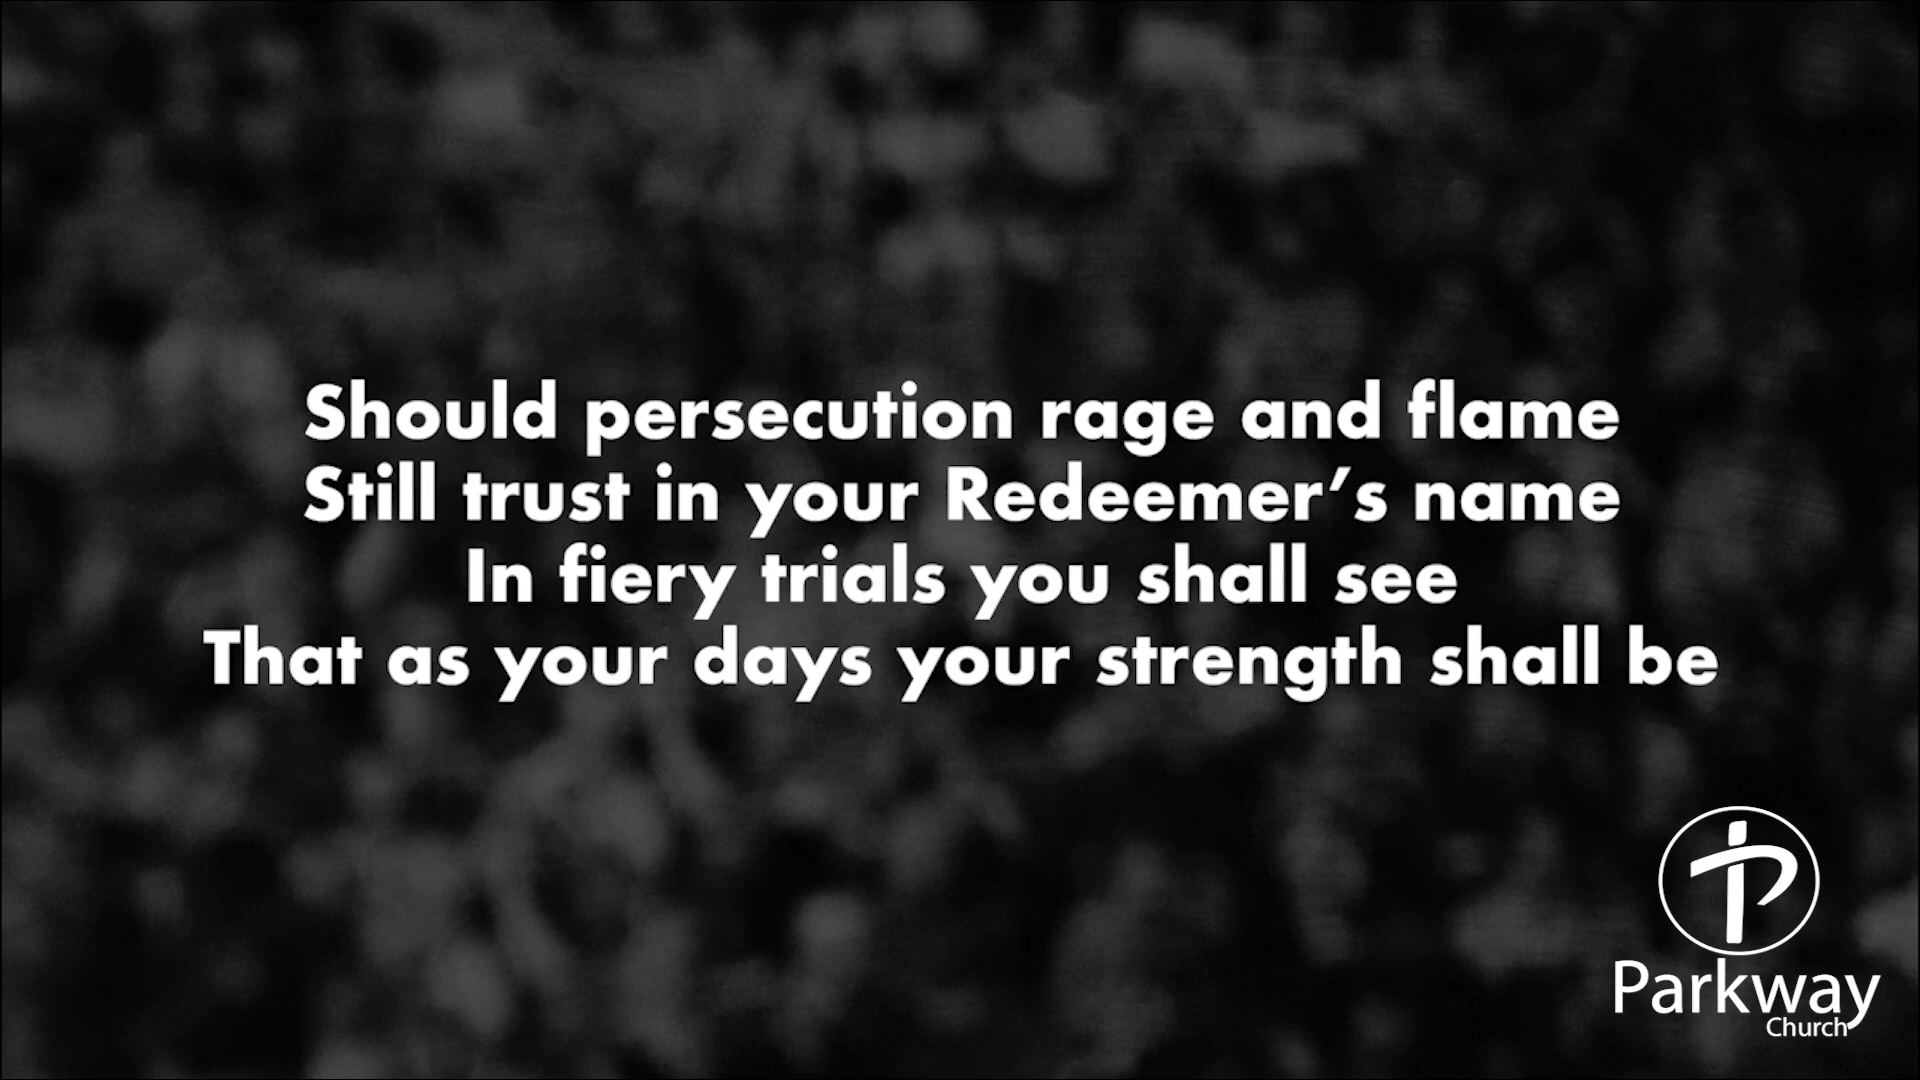 Should persecution rage and flame
Still trust in your Redeemer’s name
In fiery trials you shall see
That as your days your strength shall be
Parkway
Church